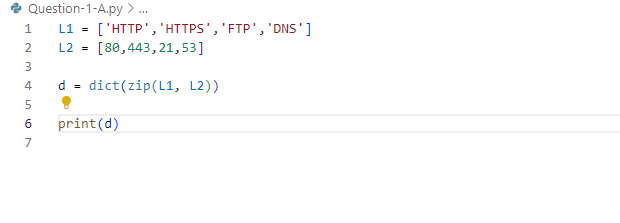 Question-1-A.py > ...
1 L1 = ['HTTP','HTTPS','FTP','DNS']
2 L2 = [80,443,21,53]
3
4 d = dict(zip(L1, L2))
5
6 print(d)
7